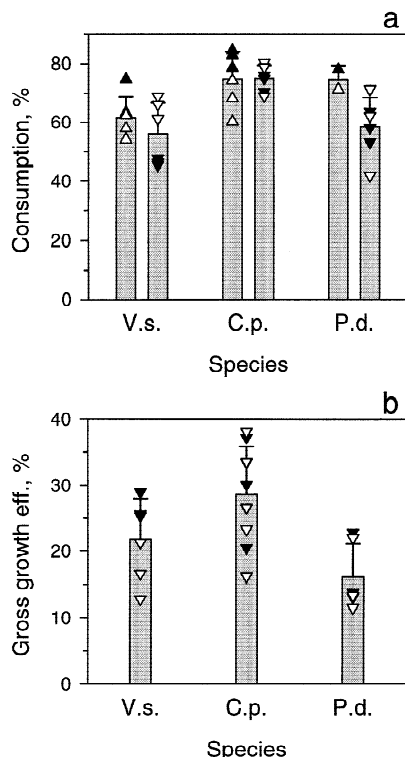 a
80
60
40
20
0
Consumption, %
V.s. C.p. P.d.
Species
b
40
30
20
10
0
Gross growth eff., %
V.s. C.p. P.d.
Species